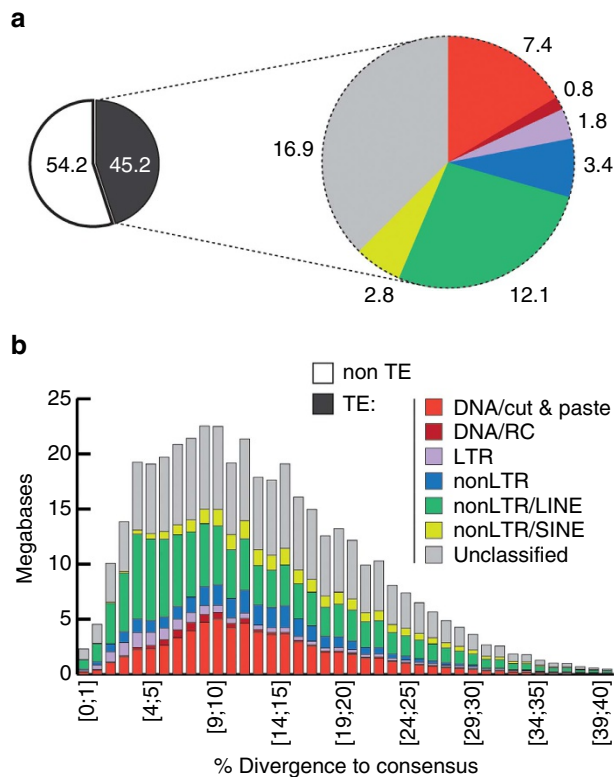 a
54.2
45.2
7.4
0.8
1.8
3.4
12.1
2.8
16.9
b
non TE
TE:
DNA/cut & paste
DNA/RC
LTR
nonLTR
nonLTR/LINE
nonLTR/SINE
Unclassified
Megabases
25
20
15
10
5
0
[0;1]
[4;5]
[9;10]
[14;15]
[19;20]
[24;25]
[29;30]
[34;35]
[39:40]
% Divergence to consensus